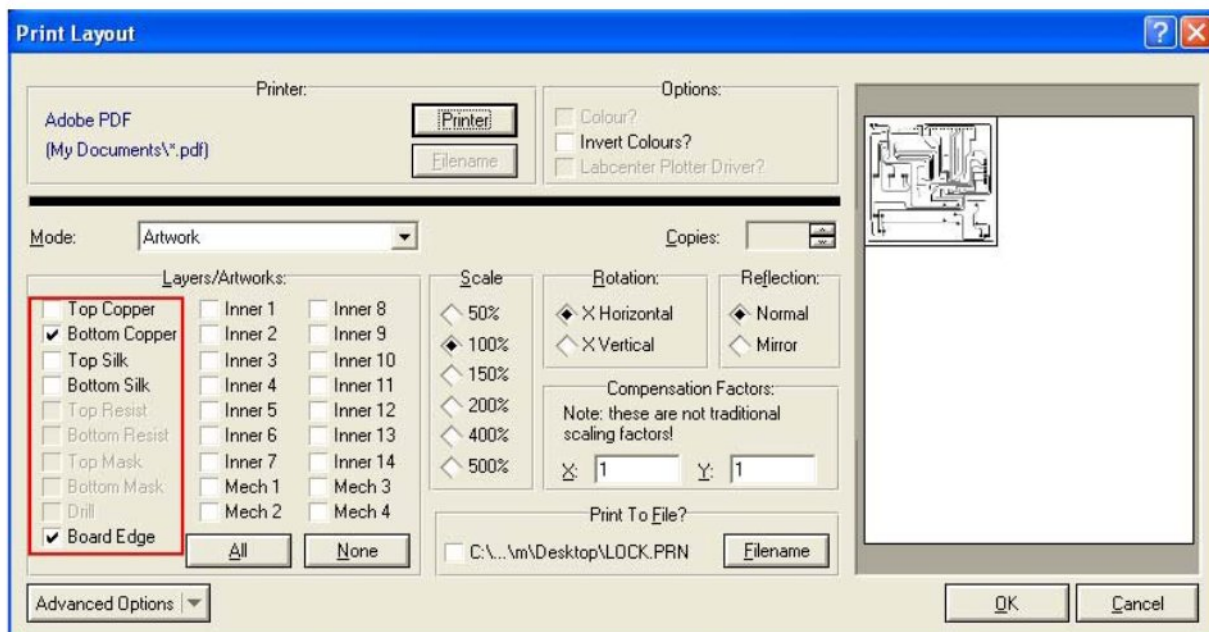 Print Layout
Printer:
Adobe PDF
(My Documents\*.pdf)
Printer
Filename
Options:
Colour?
Invert Colours?
Labcenter Plotter Driver?
Mode: Artwork
Copies:
Layers/Artworks:
Top Copper Inner 1 Inner 8
Bottom Copper Inner 2 Inner 9
Top Silk Inner 3 Inner 10
Bottom Silk Inner 4 Inner 11
Top Resist Inner 5 Inner 12
Bottom Resist Inner 6 Inner 13
Top Mask Inner 7 Inner 14
Bottom Mask Mech 1 Mech 3
Drill Mech 2 Mech 4
Board Edge
All None
Scale
50%
100%
150%
200%
400%
500%
Rotation:
X Horizontal
X Vertical
Reflection:
Normal
Mirror
Compensation Factors:
Note: these are not traditional
scaling factors!
X: 1 Y: 1
Print To File?
C:\...\m\Desktop\LOCK.PRN Filename
Advanced Options
OK Cancel